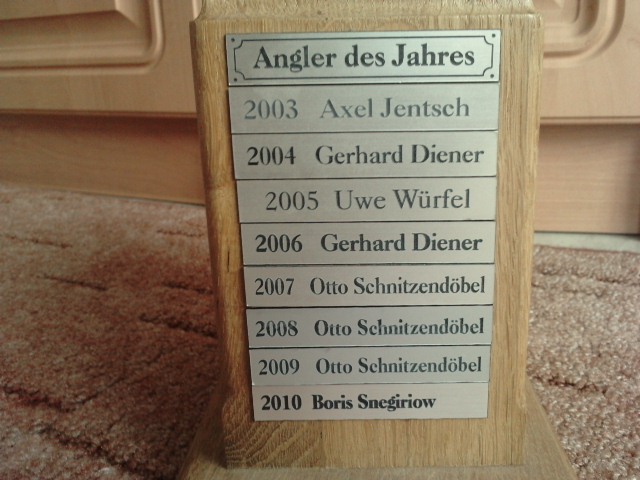 Angler des Jahres
2003 Axel Jentsch
2004 Gerhard Diener
2005 Uwe Würfel
2006 Gerhard Diener
2007 Otto Schnitzendöbel
2008 Otto Schnitzendöbel
2009 Otto Schnitzendöbel
2010 Boris Snegiriow